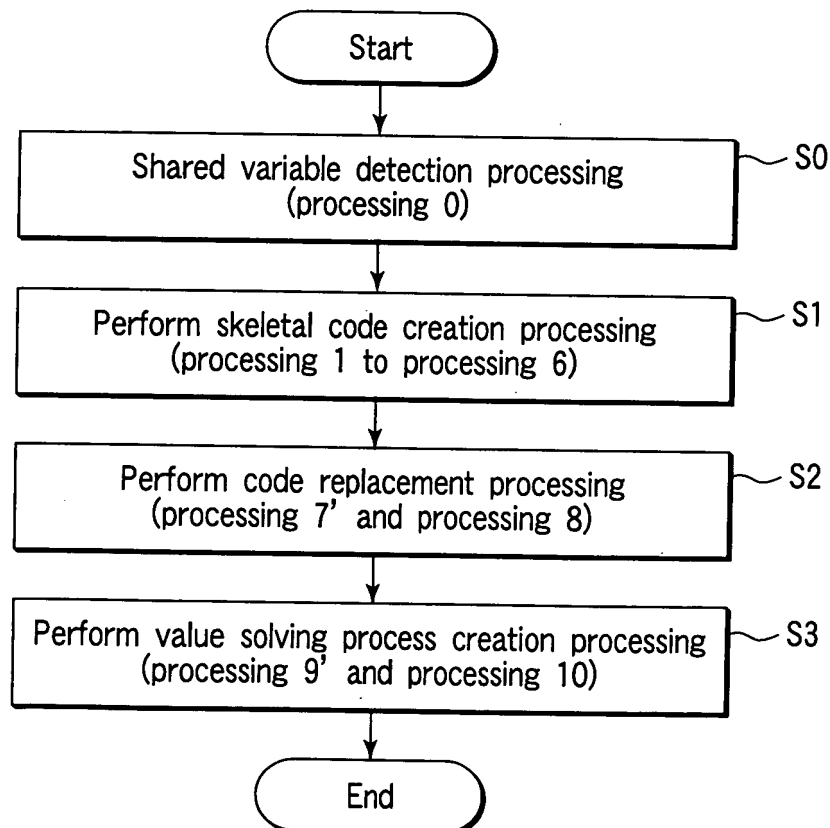 Start
Shared variable detection processing
(processing 0)
S0
Perform skeletal code creation processing
(processing 1 to processing 6)
S1
Perform code replacement processing
(processing 7' and processing 8)
S2
Perform value solving process creation processing
(processing 9' and processing 10)
S3
End